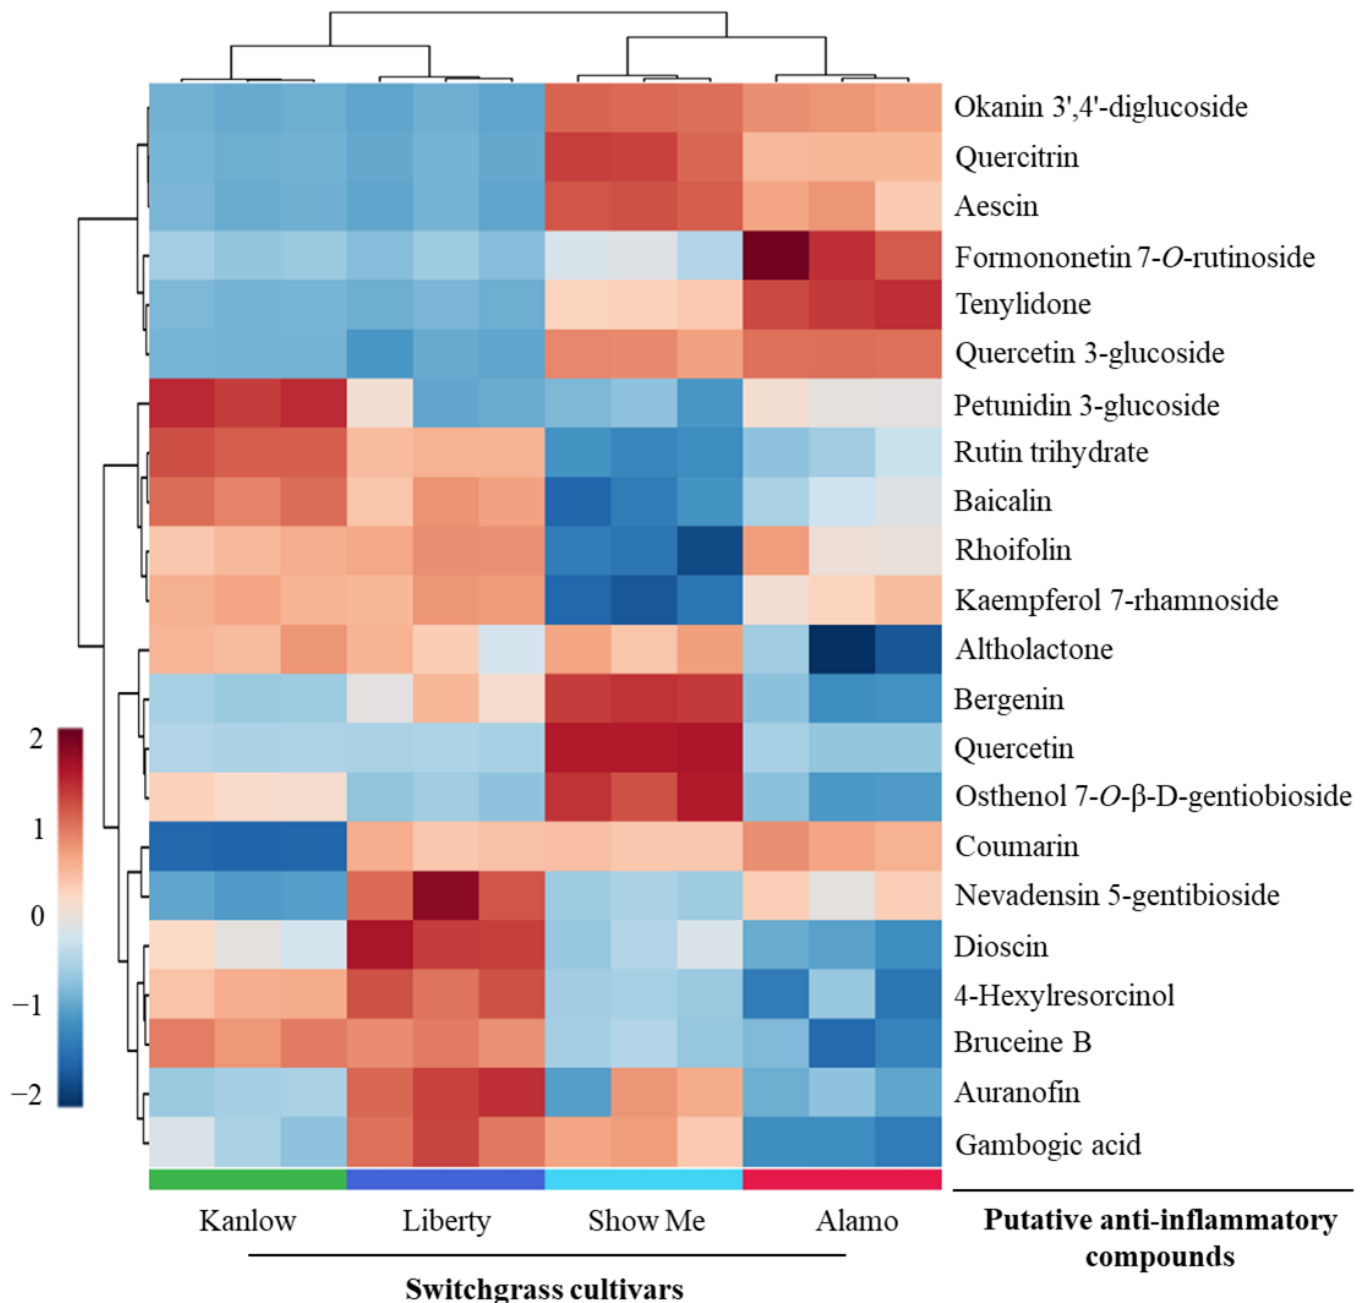 Okanin 3',4'-diglucoside
Quercitrin
Aescin
Formononetin 7-O-rutinoside
Tenylidone
Quercetin 3-glucoside
Petunidin 3-glucoside
Rutin trihydrate
Baicalin
Rhoifolin
Kaempferol 7-rhamnoside
Altholactone
Bergenin
Quercetin
Osthenol 7-O-β-D-gentiobioside
Coumarin
Nevadensin 5-gentibioside
Dioscin
4-Hexylresorcinol
Bruceine B
Auranofin
Gambogic acid
2
1
0
−1
−2
Kanlow Liberty Show Me Alamo
Switchgrass cultivars
Putative anti-inflammatory
compounds